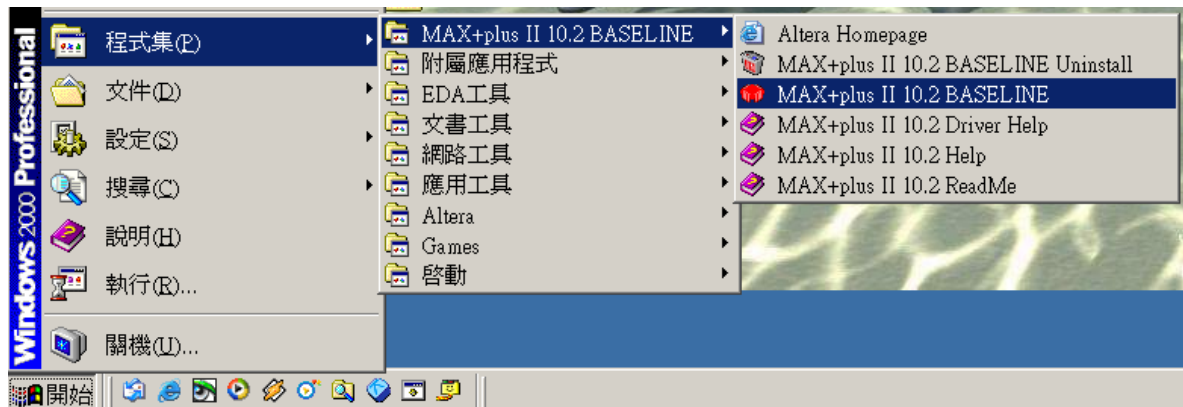 Windows 2000 Professional
程式集(P)
文件(D)
設定(S)
搜尋(C)
說明(H)
執行(R)...
關機(U)...
MAX+plus II 10.2 BASELINE
附屬應用程式
EDA工具
文書工具
網路工具
應用工具
Altera
Games
啟動
Altera Homepage
MAX+plus II 10.2 BASELINE Uninstall
MAX+plus II 10.2 BASELINE
MAX+plus II 10.2 Driver Help
MAX+plus II 10.2 Help
MAX+plus II 10.2 ReadMe
開始